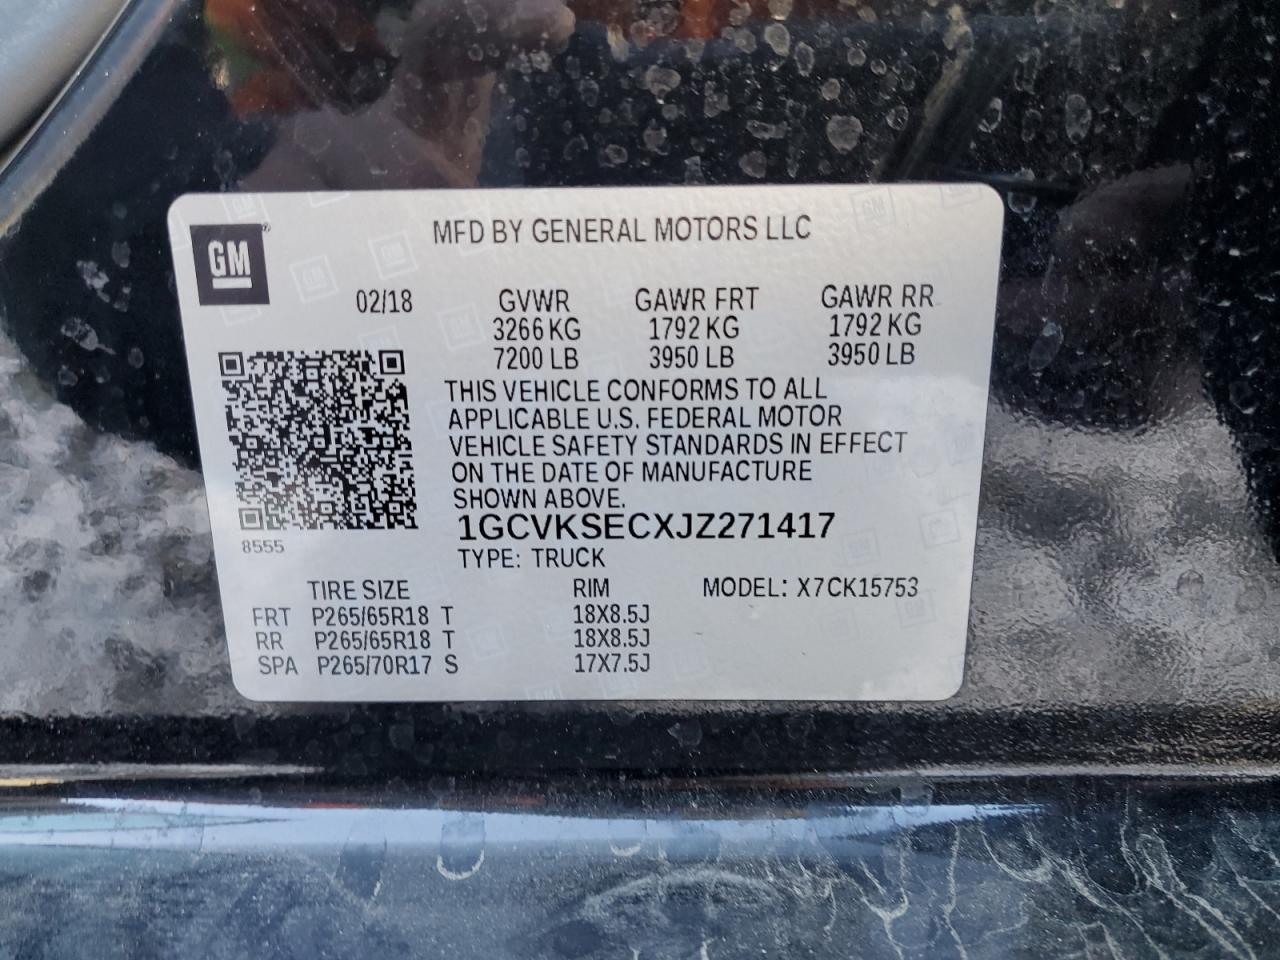 GM
MFD BY GENERAL MOTORS LLC
02/18 GVWR GAWR FRT GAWR RR
3266 KG 1792 KG 1792 KG
7200 LB 3950 LB 3950 LB
THIS VEHICLE CONFORMS TO ALL
APPLICABLE U.S. FEDERAL MOTOR
VEHICLE SAFETY STANDARDS IN EFFECT
ON THE DATE OF MANUFACTURE
SHOWN ABOVE.
1GCVKSECXJZ271417
8555
TYPE: TRUCK
TIRE SIZE RIM MODEL: X7CK15753
FRT P265/65R18 T 18X8.5J
RR P265/65R18 T 18X8.5J
SPA P265/70R17 S 17X7.5J